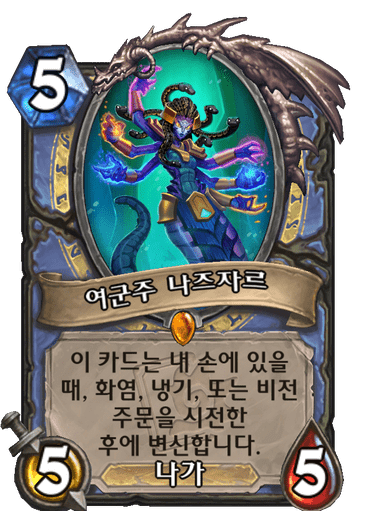 5
여군주 나즈자르
이 카드는 내 손에 있을
때, 화염, 냉기, 또는 비전
주문을 시전한
후에 변신합니다.
5
나가
5